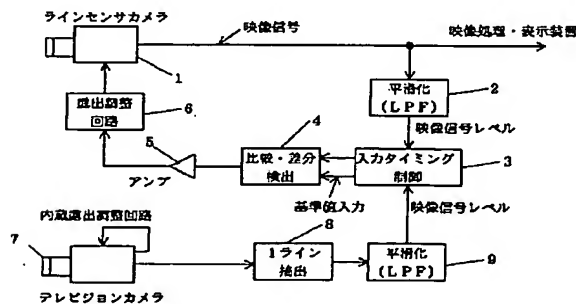 ラインセンサカメラ
映像信号
映像処理・表示装置
1
露出調整
回路
6
平滑化
(LPF)
2
映像信号レベル
4
5
比較・差分
検出
入力タイミング
制御
3
アンプ
基準値入力
映像信号レベル
内蔵露出調整回路
8
7
1ライン
抽出
平滑化
(LPF)
9
テレビジョンカメラ